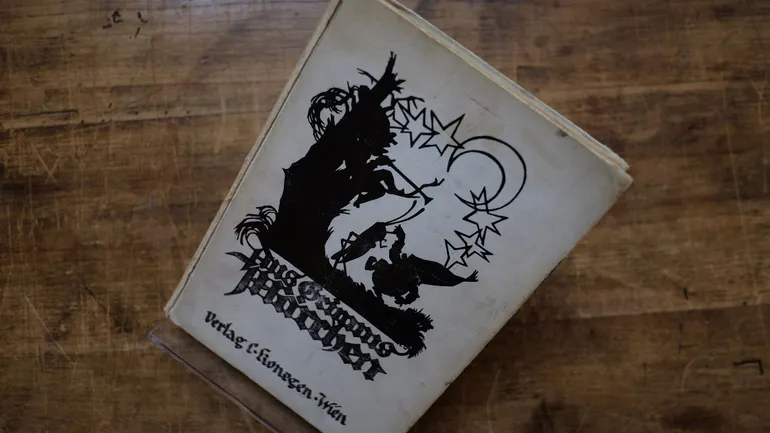 Aus Grimms
Märchen
Verlag C. Konegen · Wien